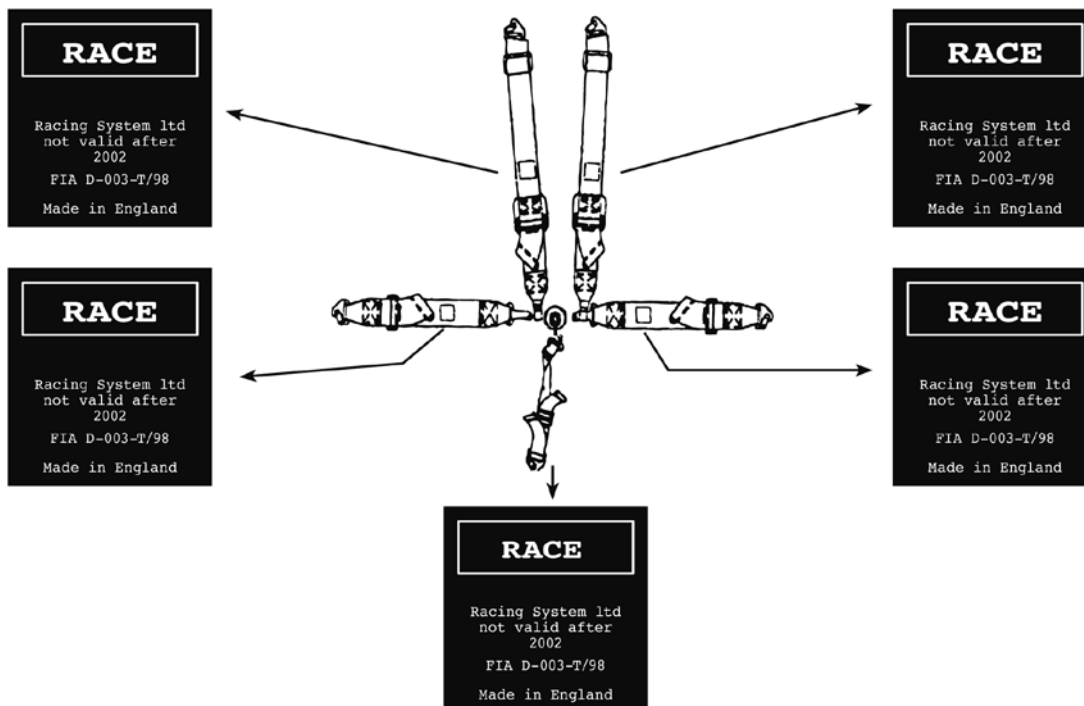 RACE
Racing System ltd
not valid after
2002
FIA D-003-T/98
Made in England
RACE
Racing System ltd
not valid after
2002
FIA D-003-T/98
Made in England
RACE
Racing System ltd
not valid after
2002
FIA D-003-T/98
Made in England
RACE
Racing System ltd
not valid after
2002
FIA D-003-T/98
Made in England
RACE
Racing System ltd
not valid after
2002
FIA D-003-T/98
Made in England